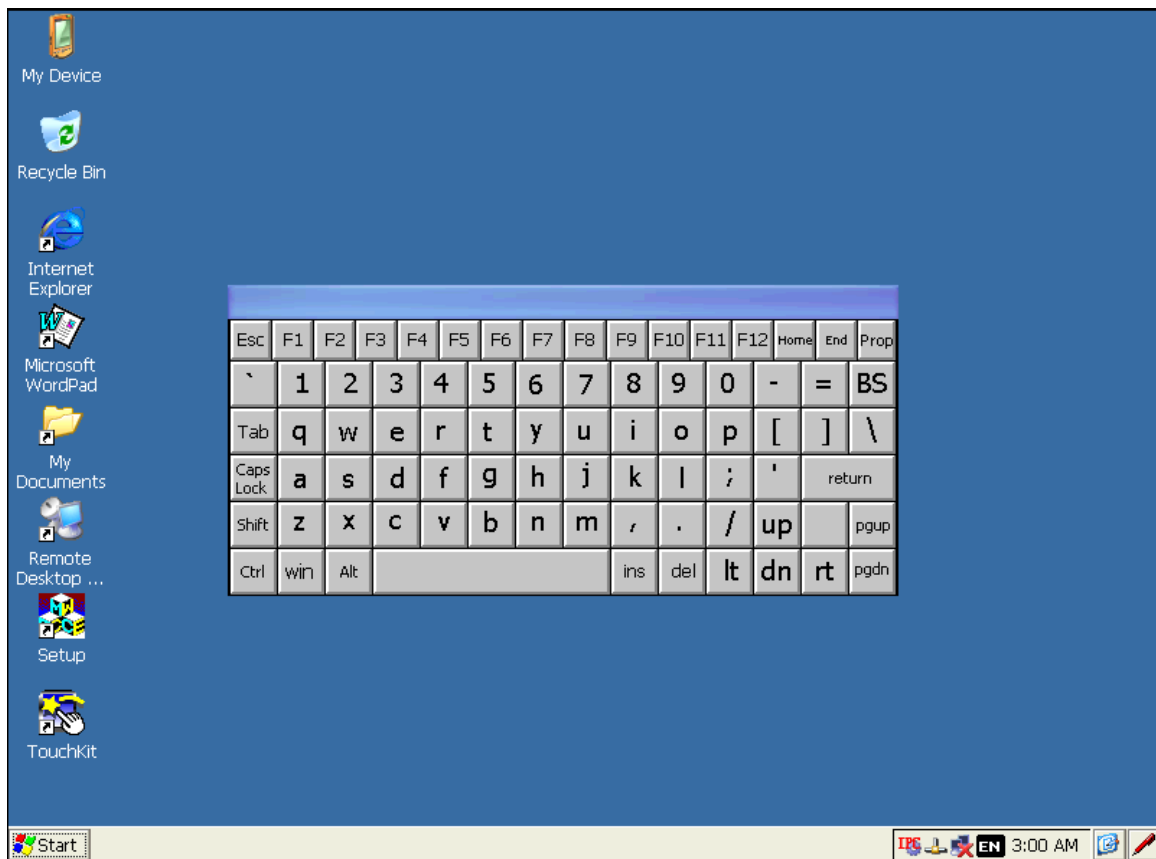 My Device
Recycle Bin
Internet
Explorer
Microsoft
WordPad
My
Documents
Remote
Desktop ...
Setup
TouchKit
Esc F1 F2 F3 F4 F5 F6 F7 F8 F9 F10 F11 F12 Home End Prop
` 1 2 3 4 5 6 7 8 9 0 - = BS
Tab q w e r t y u i o p [ ] \
Caps
Lock a s d f g h j k l ; ' return
Shift z x c v b n m , . / up pgup
Ctrl win Alt ins del lt dn rt pgdn
Start IPG EN 3:00 AM